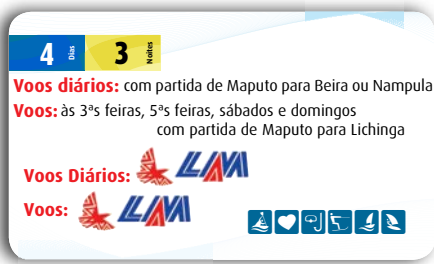 4 Dias 3 Noites
Voos diários: com partida de Maputo para Beira ou Nampula
Voos: às 3ªs feiras, 5ªs feiras, sábados e domingos
com partida de Maputo para Lichinga
Voos Diários: LAM
Voos: LAM